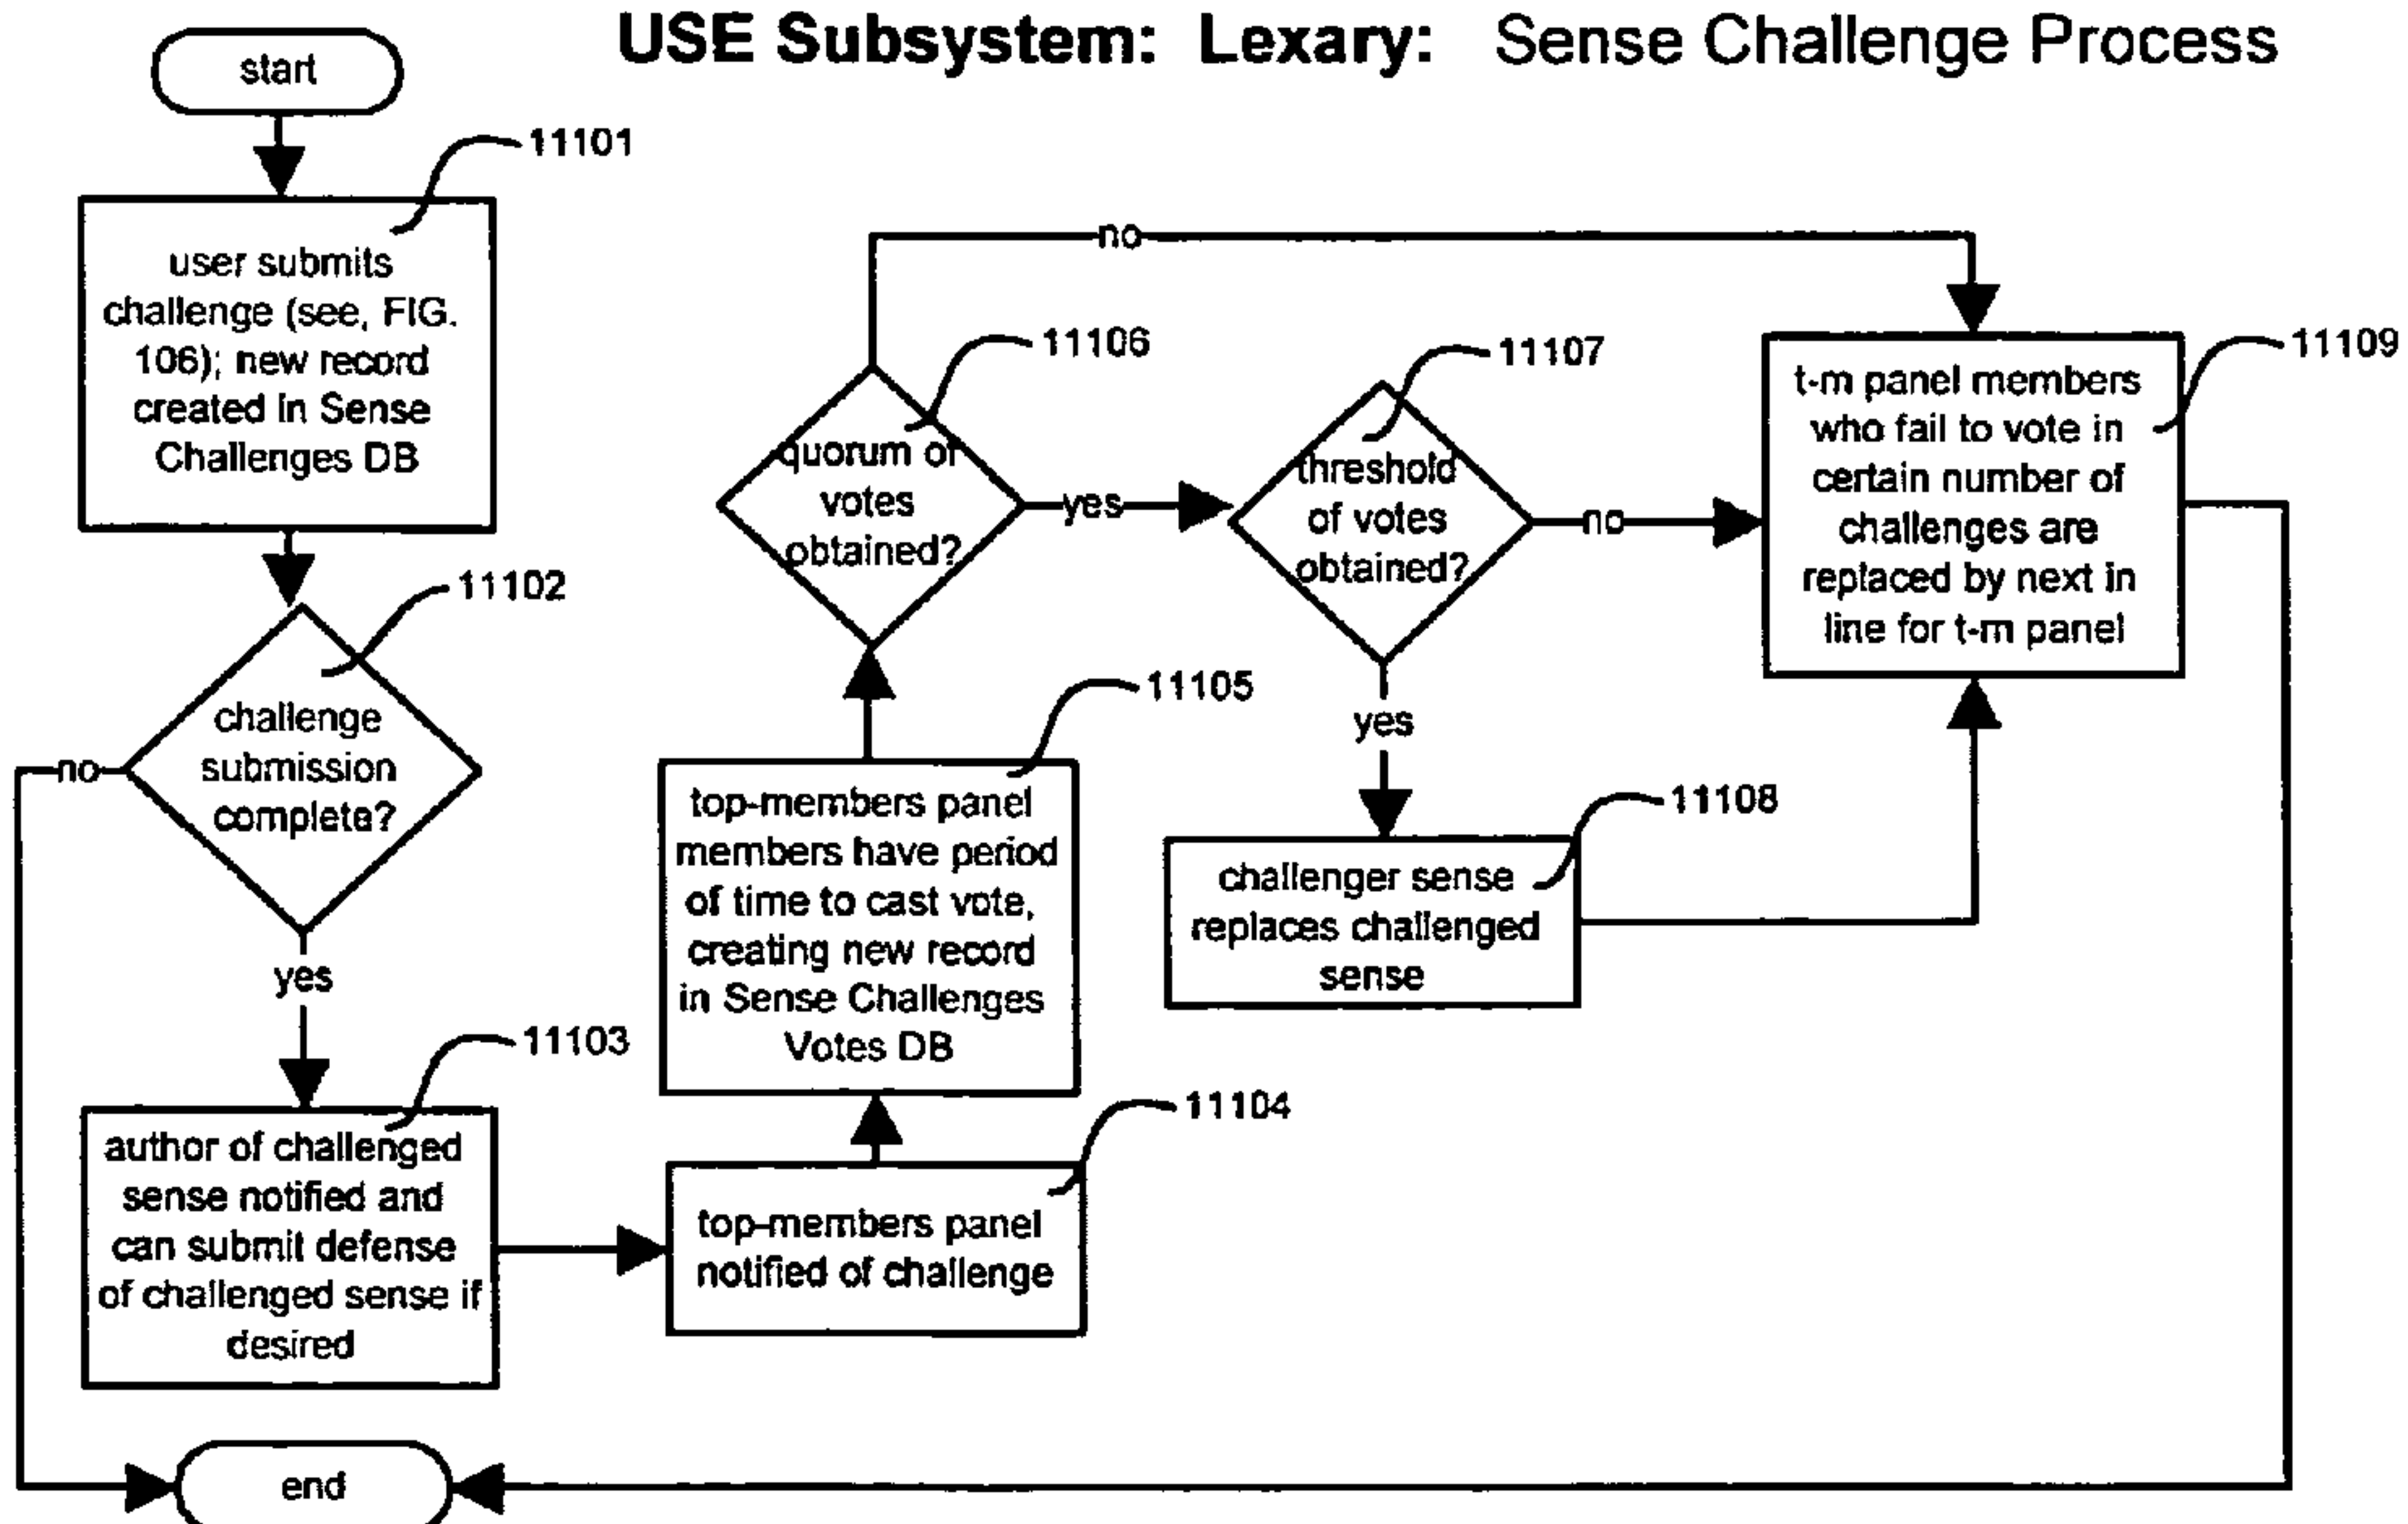 USE Subsystem: Lexary: Sense Challenge Process
start
11101
user submits
challenge (see, FIG.
106); new record
created in Sense
Challenges DB
11102
challenge
submission
complete?
no
yes
11103
author of challenged
sense notified and
can submit defense
of challenged sense if
desired
11104
top-members panel
notified of challenge
11105
top-members panel
members have period
of time to cast vote,
creating new record
in Sense Challenges
Votes DB
11106
quorum of
votes
obtained?
no
yes
11107
threshold
of votes
obtained?
no
yes
11108
challenger sense
replaces challenged
sense
11109
t-m panel members
who fail to vote in
certain number of
challenges are
replaced by next in
line for t-m panel
end